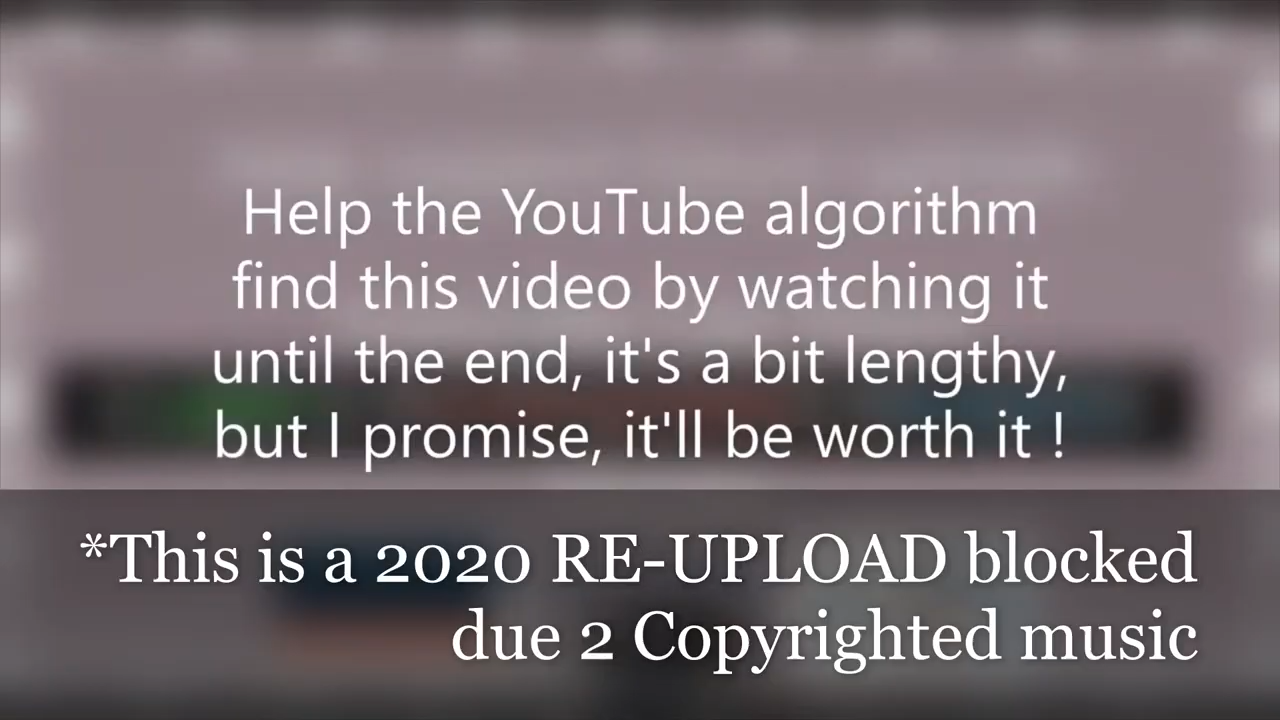 Help the YouTube algorithm
find this video by watching it
until the end, it's a bit lengthy,
but I promise, it'll be worth it !
*This is a 2020 RE-UPLOAD blocked
due 2 Copyrighted music